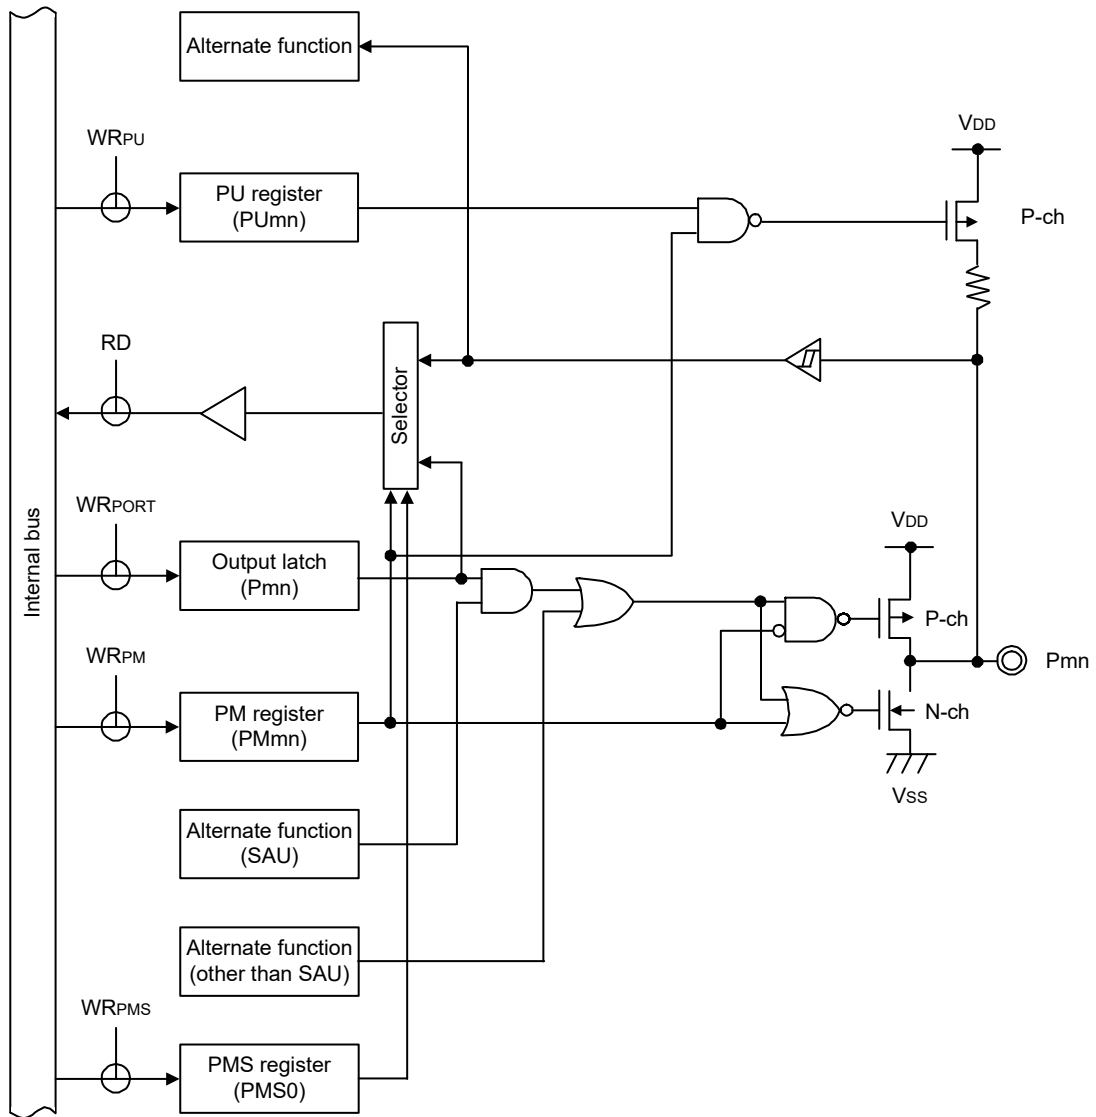 Alternate function
WRPU
VDD
PU register
(PUmn)
P-ch
RD
Selector
WRPORT
VDD
Output latch
(Pmn)
P-ch
Internal bus
WRPM
Pmn
PM register
(PMmn)
N-ch
VSS
Alternate function
(SAU)
Alternate function
(other than SAU)
WRPMS
PMS register
(PMS0)